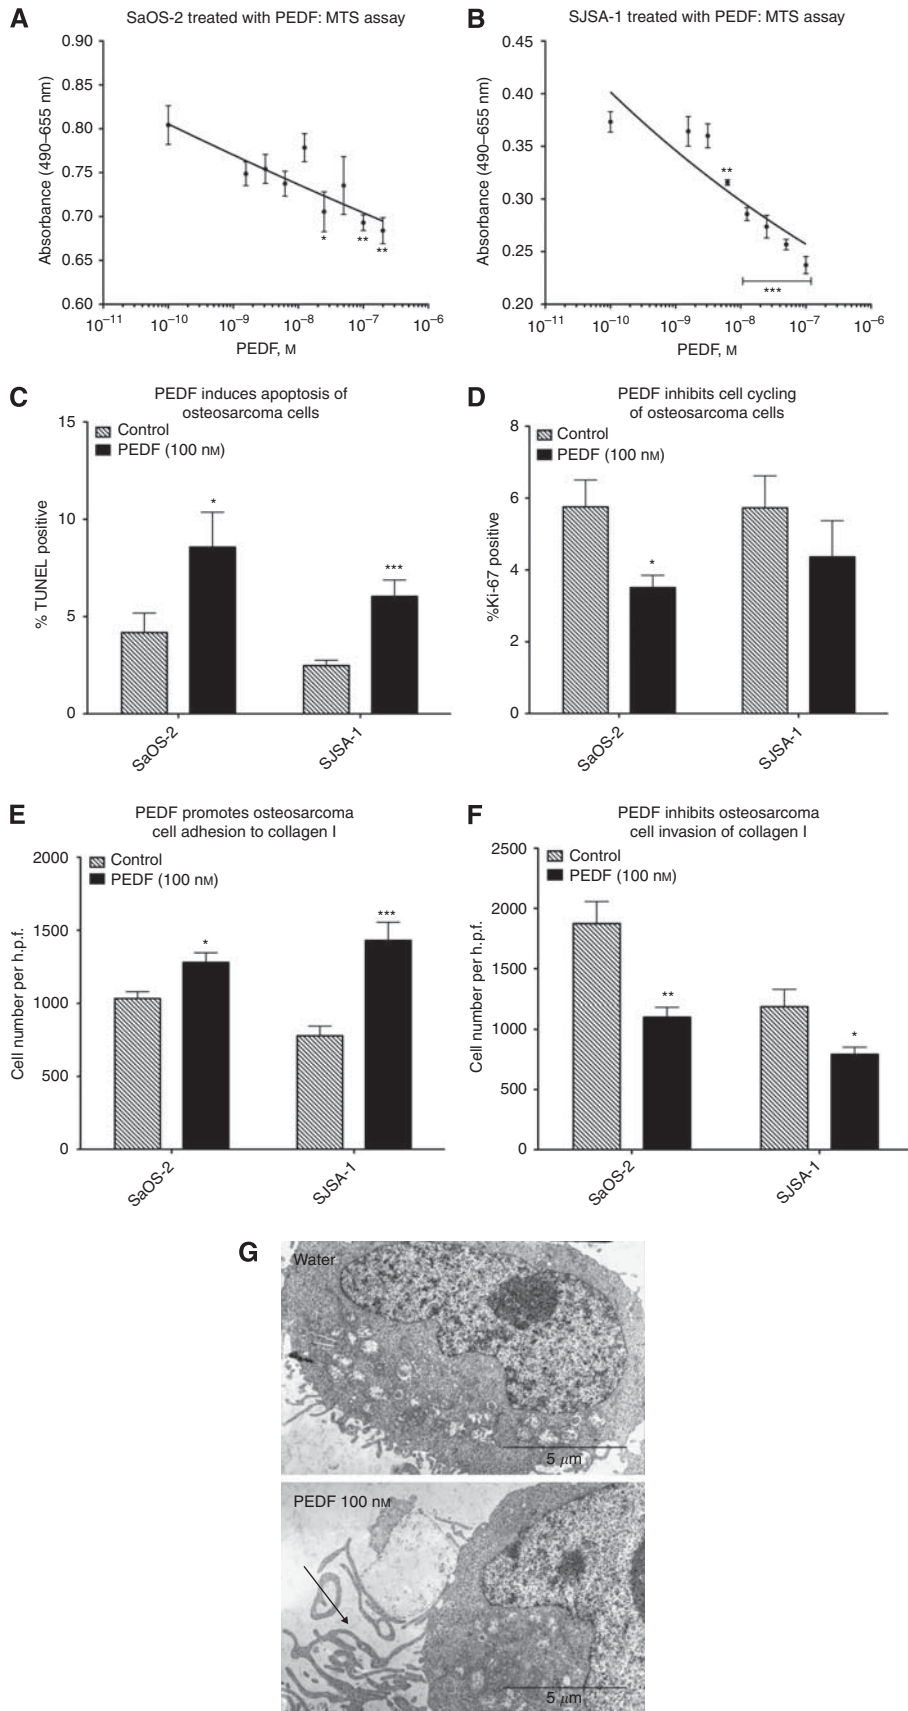 A
SaOS-2 treated with PEDF: MTS assay
0.90
0.85
0.80
0.75
0.70
0.65
0.60
Absorbance (490–655 nm)
*
**
**
10⁻¹¹ 10⁻¹⁰ 10⁻⁹ 10⁻⁸ 10⁻⁷ 10⁻⁶
PEDF, M
B
SJSA-1 treated with PEDF: MTS assay
0.45
0.40
0.35
0.30
0.25
0.20
Absorbance (490–655 nm)
**
***
10⁻¹¹ 10⁻¹⁰ 10⁻⁹ 10⁻⁸ 10⁻⁷ 10⁻⁶
PEDF, M
C
PEDF induces apoptosis of
osteosarcoma cells
Control
PEDF (100 nM)
15
10
5
0
% TUNEL positive
*
***
SaOS-2
SJSA-1
D
PEDF inhibits cell cycling
of osteosarcoma cells
Control
PEDF (100 nM)
8
6
4
2
0
%Ki-67 positive
*
SaOS-2
SJSA-1
E
PEDF promotes osteosarcoma
cell adhesion to collagen I
Control
PEDF (100 nM)
2000
1500
1000
500
0
Cell number per h.p.f.
*
***
SaOS-2
SJSA-1
F
PEDF inhibits osteosarcoma
cell invasion of collagen I
Control
PEDF (100 nM)
2500
2000
1500
1000
500
0
Cell number per h.p.f.
**
*
SaOS-2
SJSA-1
G
Water
5 μm
PEDF 100 nM
5 μm